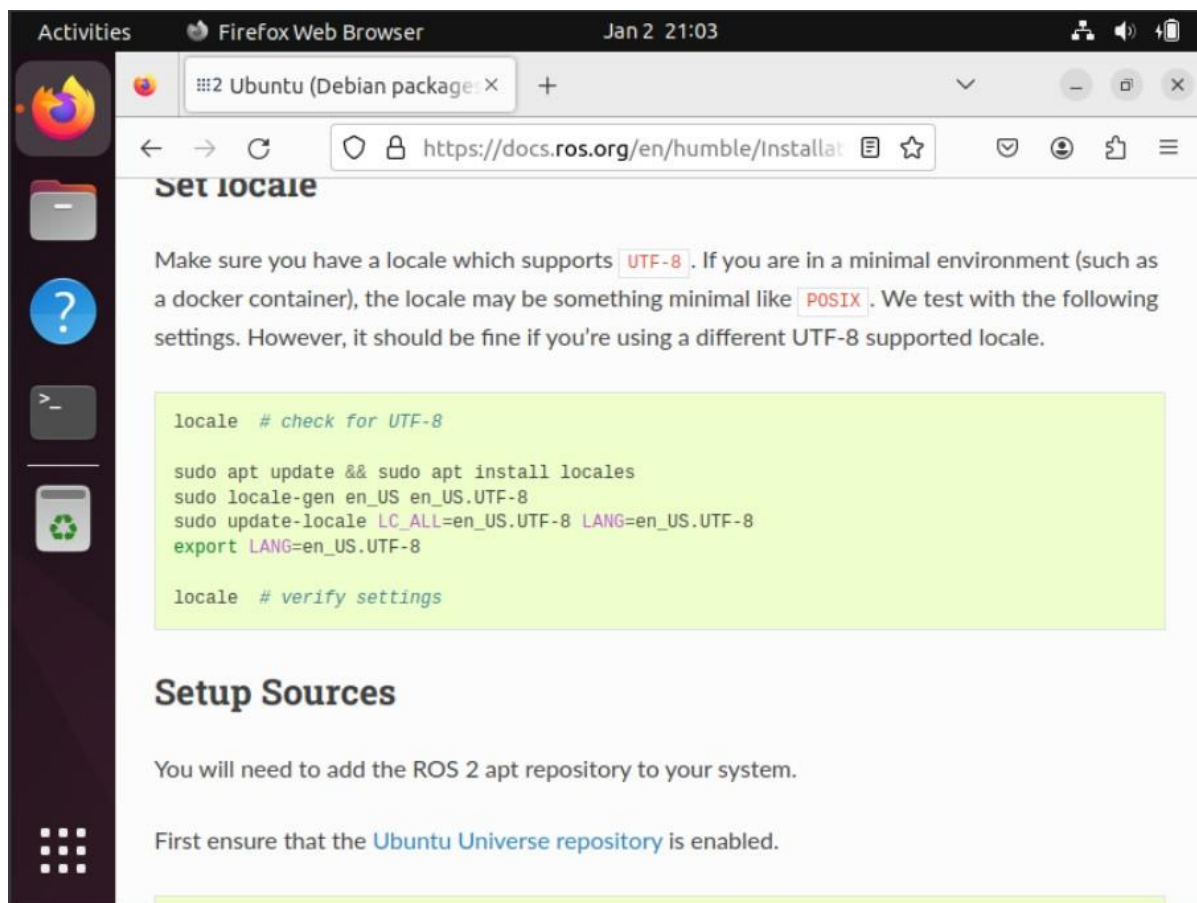 Activities
Firefox Web Browser
Jan 2 21:03
2 Ubuntu (Debian packages
https://docs.ros.org/en/humble/Installat
Set locale
Make sure you have a locale which supports UTF-8. If you are in a minimal environment (such as
a docker container), the locale may be something minimal like POSIX. We test with the following
settings. However, it should be fine if you're using a different UTF-8 supported locale.
locale # check for UTF-8
sudo apt update && sudo apt install locales
sudo locale-gen en_US en_US.UTF-8
sudo update-locale LC_ALL=en_US.UTF-8 LANG=en_US.UTF-8
export LANG=en_US.UTF-8
locale # verify settings
Setup Sources
You will need to add the ROS 2 apt repository to your system.
First ensure that the Ubuntu Universe repository is enabled.